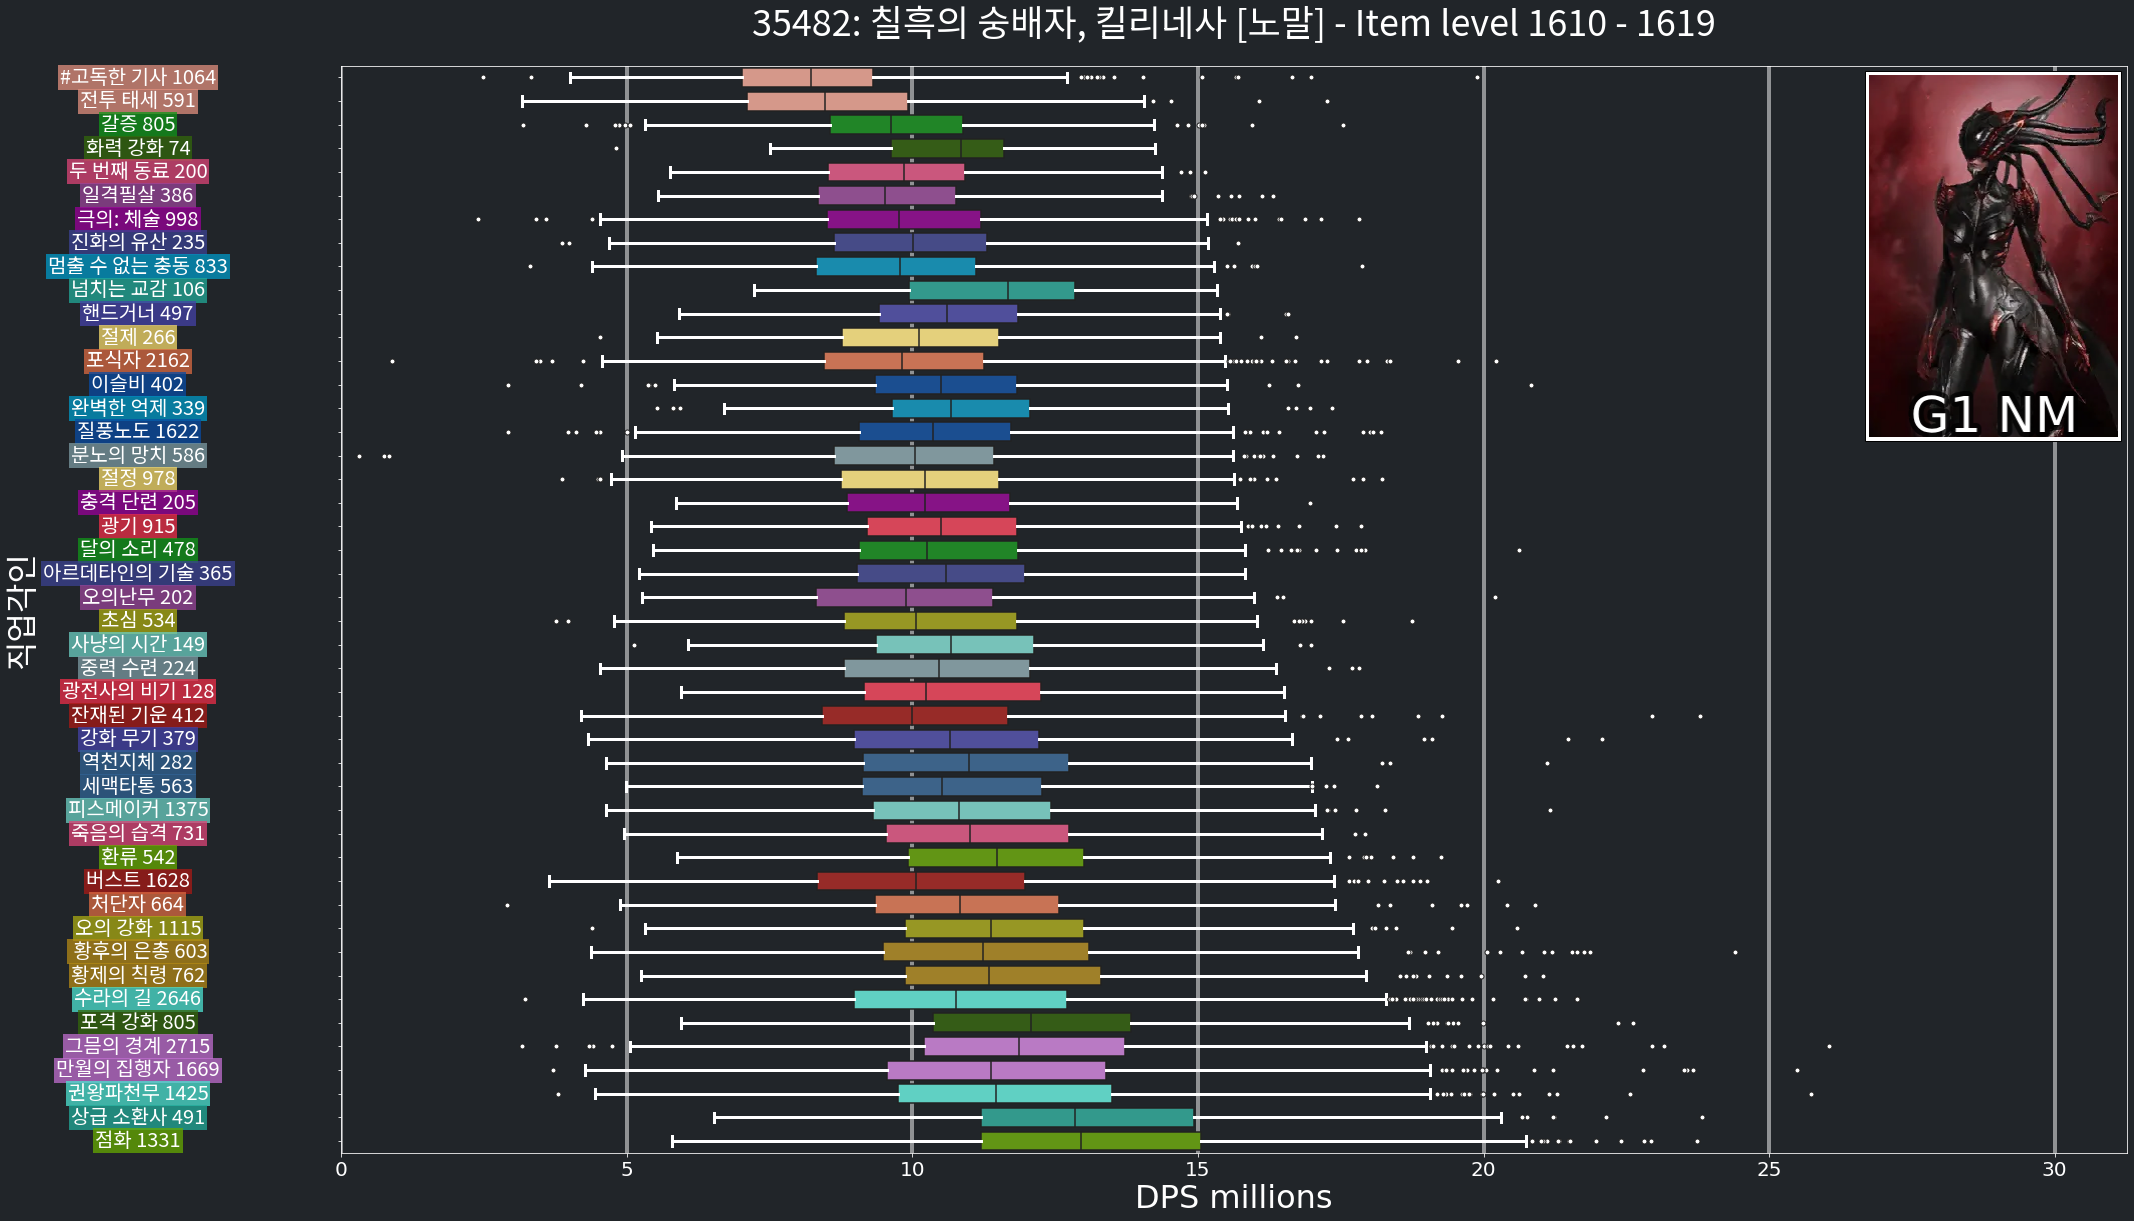 35482: 칠흑의 숭배자, 킬리네사 [노말] - Item level 1610 - 1619
#고독한 기사 1064
전투 태세 591
갈증 805
화력 강화 74
두 번째 동료 200
일격필살 386
극의: 체술 998
진화의 유산 235
멈출 수 없는 충동 833
넘치는 교감 106
핸드거너 497
절제 266
포식자 2162
이슬비 402
완벽한 억제 339
질풍노도 1622
분노의 망치 586
절정 978
충격 단련 205
광기 915
달의 소리 478
아르데타인의 기술 365
오의난무 202
초심 534
사냥의 시간 149
중력 수련 224
광전사의 비기 128
잔재된 기운 412
강화 무기 379
역천지체 282
세맥타통 563
피스메이커 1375
죽음의 습격 731
환류 542
버스트 1628
처단자 664
오의 강화 1115
황후의 은총 603
황제의 칙령 762
수라의 길 2646
포격 강화 805
그믐의 경계 2715
만월의 집행자 1669
권왕파천무 1425
상급 소환사 491
점화 1331
직업각인
G1 NM
0 5 10 15 20 25 30
DPS millions